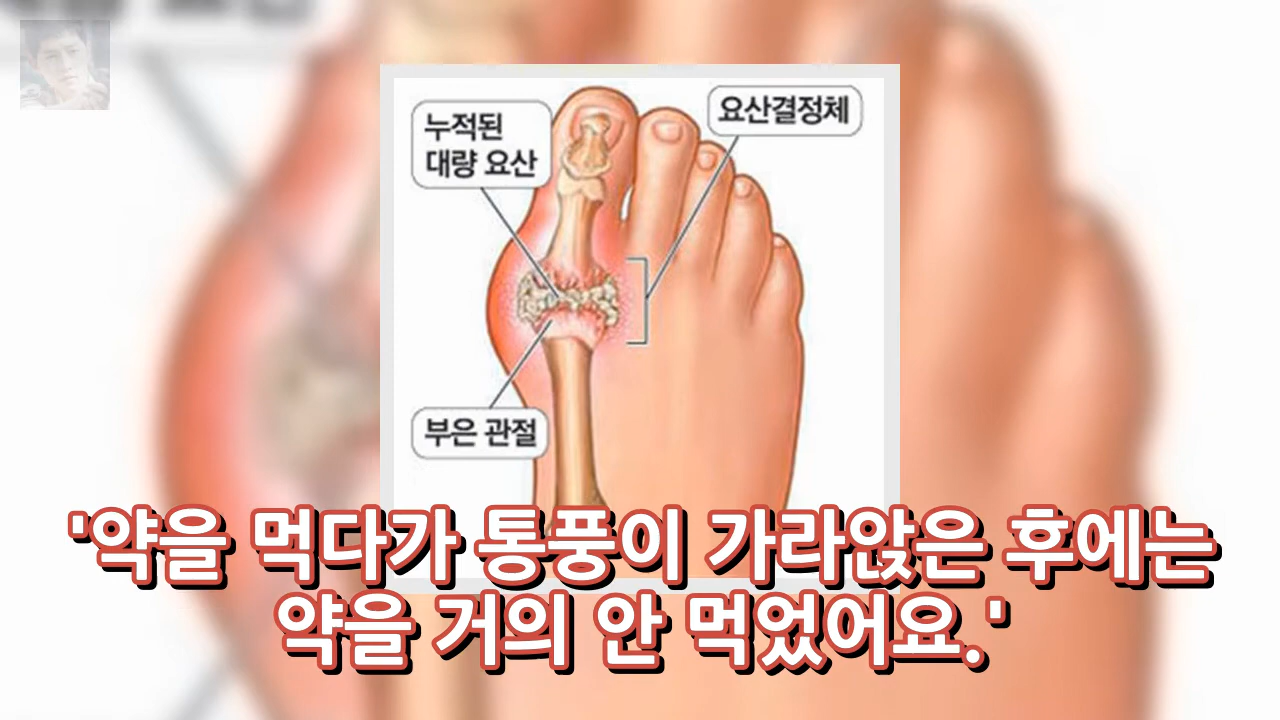 누적된
대량 요산
요산결정체
부은 관절
'약을 먹다가 통풍이 가라앉은 후에는
약을 거의 안 먹었어요.'